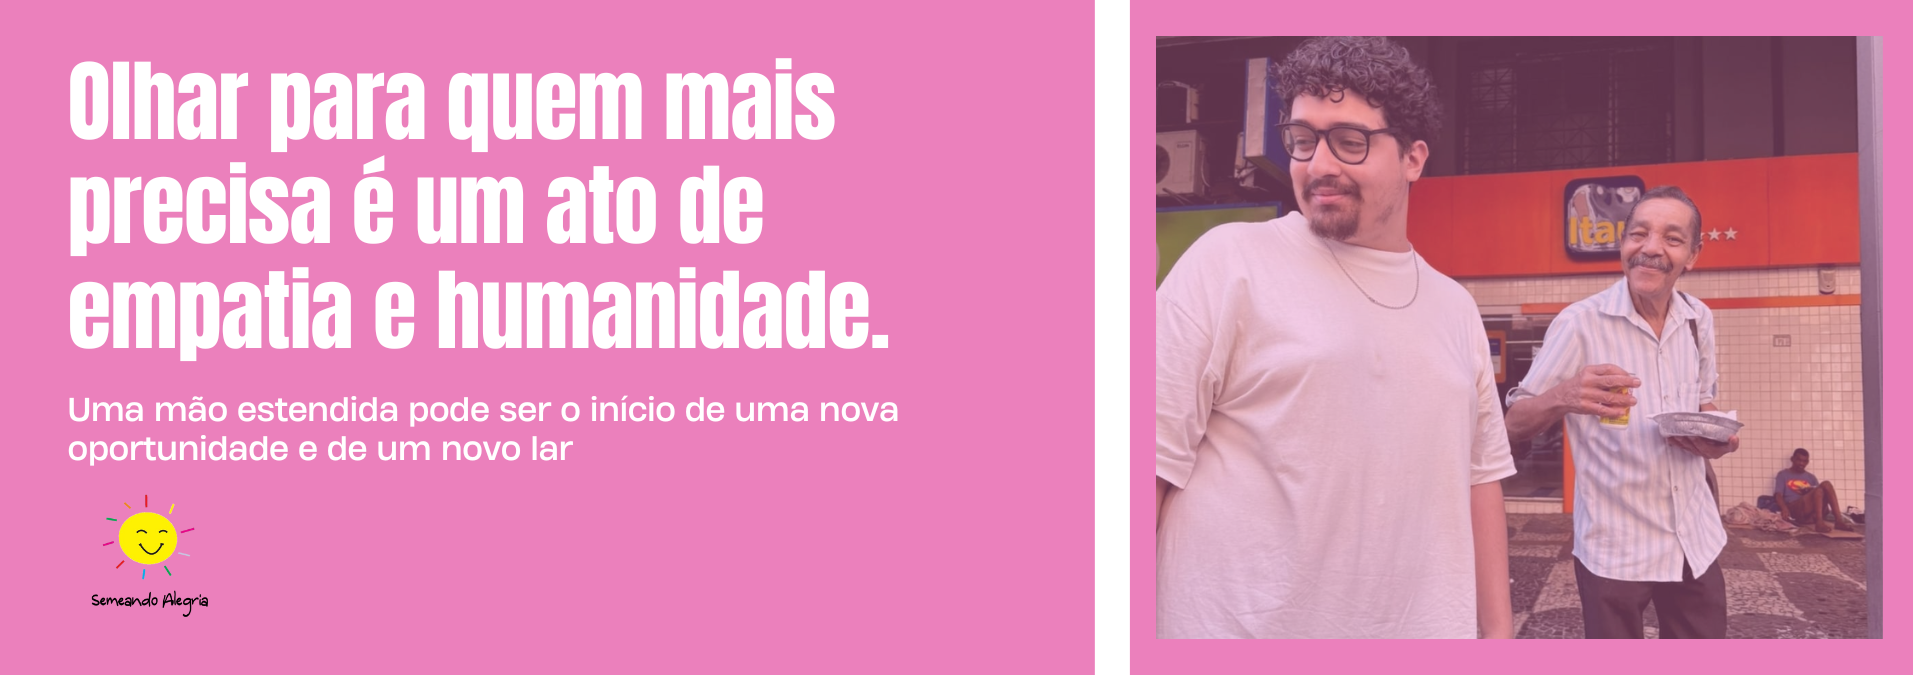 Olhar para quem mais
precisa é um ato de
empatia e humanidade.
Uma mão estendida pode ser o início de uma nova
oportunidade e de um novo lar
Semeando Alegria